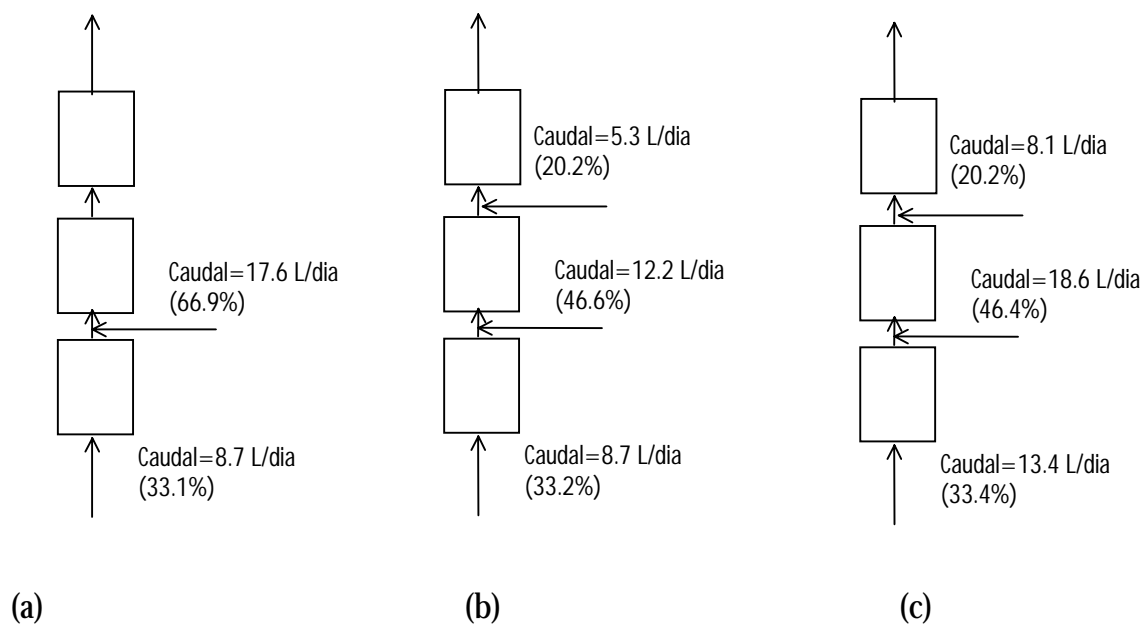 Caudal=17.6 L/dia
(66.9%)
Caudal=8.7 L/dia
(33.1%)
(a)
Caudal=5.3 L/dia
(20.2%)
Caudal=12.2 L/dia
(46.6%)
Caudal=8.7 L/dia
(33.2%)
(b)
Caudal=8.1 L/dia
(20.2%)
Caudal=18.6 L/dia
(46.4%)
Caudal=13.4 L/dia
(33.4%)
(c)